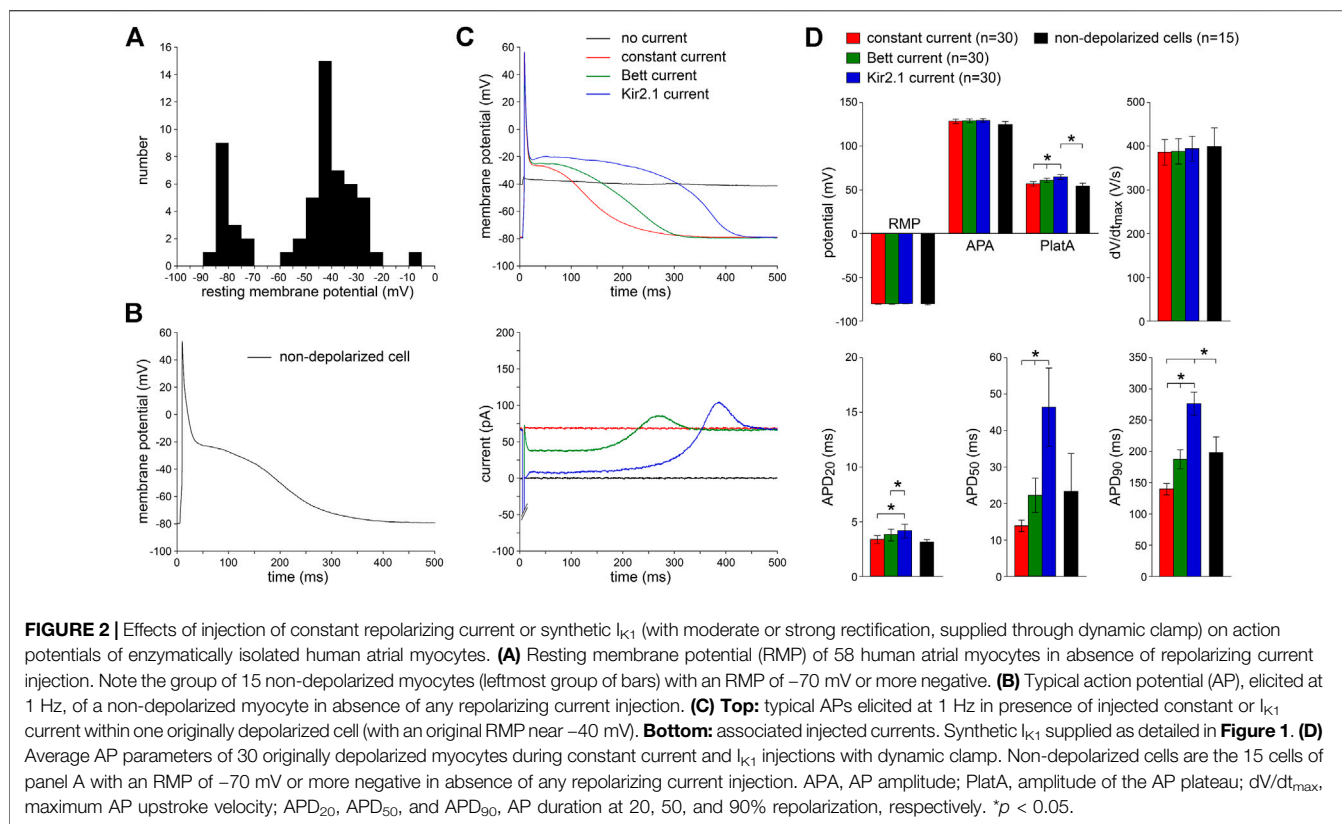 A
16
14
12
10
8
6
4
2
0
number
-100 -90 -80 -70 -60 -50 -40 -30 -20 -10 0
resting membrane potential (mV)
B
60
40
20
0
-20
-40
-60
-80
-100
membrane potential (mV)
non-depolarized cell
0 100 200 300 400 500
time (ms)
C
60
40
20
0
-20
-40
-60
-80
-100
membrane potential (mV)
no current
constant current
Bett current
Kir2.1 current
0 100 200 300 400 500
time (ms)
200
175
150
125
100
75
50
25
0
-25
-50
-75
-100
current (pA)
0 100 200 300 400 500
time (ms)
D
constant current (n=30)
non-depolarized cells (n=15)
Bett current (n=30)
Kir2.1 current (n=30)
150
100
50
0
-50
-100
potential (mV)
RMP
APA
PlatA
*
*
500
400
300
200
100
0
dV/dtmax (V/s)
20
15
10
5
0
APD20 (ms)
*
*
60
50
40
30
20
10
0
APD50 (ms)
*
350
300
250
200
150
100
50
0
APD90 (ms)
*
*
FIGURE 2 | Effects of injection of constant repolarizing current or synthetic IK1 (with moderate or strong rectification, supplied through dynamic clamp) on action
potentials of enzymatically isolated human atrial myocytes. (A) Resting membrane potential (RMP) of 58 human atrial myocytes in absence of repolarizing current
injection. Note the group of 15 non-depolarized myocytes (leftmost group of bars) with an RMP of −70 mV or more negative. (B) Typical action potential (AP), elicited at
1 Hz, of a non-depolarized myocyte in absence of any repolarizing current injection. (C) Top: typical APs elicited at 1 Hz in presence of injected constant or IK1
current within one originally depolarized cell (with an original RMP near −40 mV). Bottom: associated injected currents. Synthetic IK1 supplied as detailed in Figure 1. (D)
Average AP parameters of 30 originally depolarized myocytes during constant current and IK1 injections with dynamic clamp. Non-depolarized cells are the 15 cells of
panel A with an RMP of −70 mV or more negative in absence of any repolarizing current injection. APA, AP amplitude; PlatA, amplitude of the AP plateau; dV/dtmax,
maximum AP upstroke velocity; APD20, APD50, and APD90, AP duration at 20, 50, and 90% repolarization, respectively. *p < 0.05.